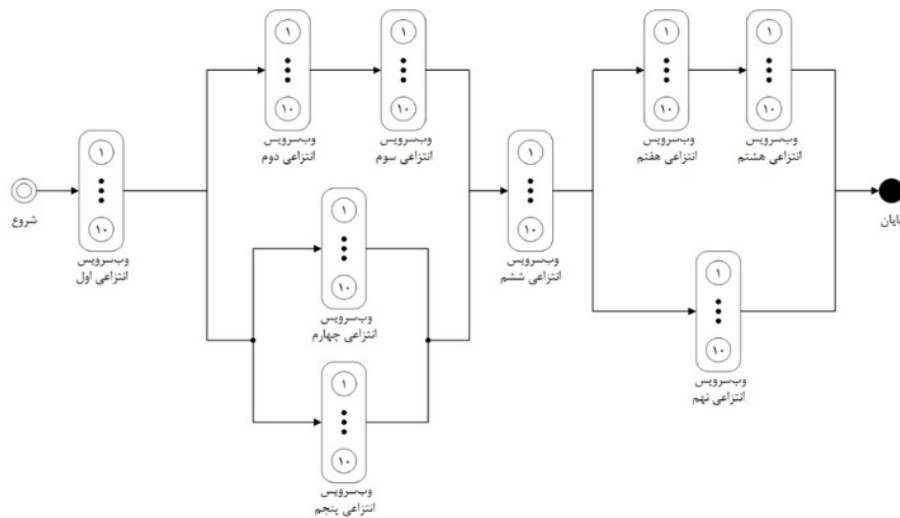 ۱
۱۰
وب‌سرویس
انتزاعی دوم
۱
۱۰
وب‌سرویس
انتزاعی سوم
۱
۱۰
وب‌سرویس
انتزاعی هفتم
۱
۱۰
وب‌سرویس
انتزاعی هشتم
شروع
۱
۱۰
وب‌سرویس
انتزاعی اول
۱
۱۰
وب‌سرویس
انتزاعی چهارم
۱
۱۰
وب‌سرویس
انتزاعی ششم
پایان
۱
۱۰
وب‌سرویس
انتزاعی پنجم
۱
۱۰
وب‌سرویس
انتزاعی نهم